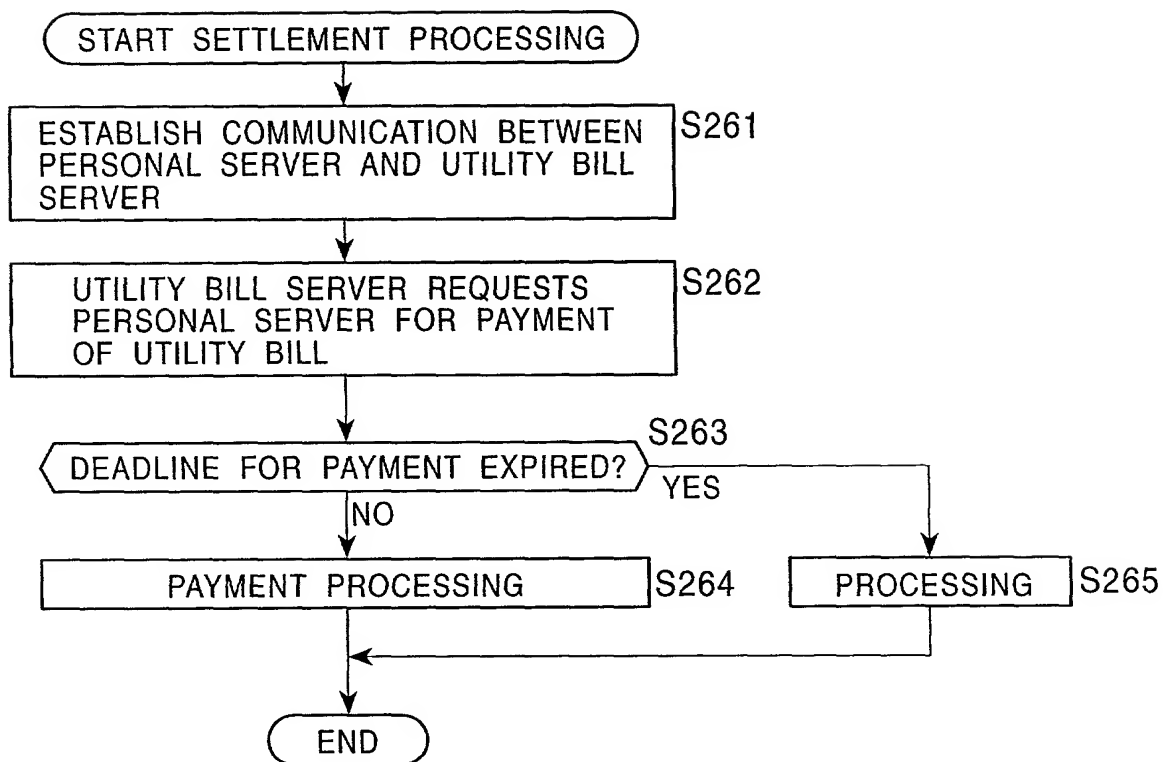 START SETTLEMENT PROCESSING
ESTABLISH COMMUNICATION BETWEEN
PERSONAL SERVER AND UTILITY BILL
SERVER
S261
UTILITY BILL SERVER REQUESTS
PERSONAL SERVER FOR PAYMENT
OF UTILITY BILL
S262
DEADLINE FOR PAYMENT EXPIRED?
S263
YES
NO
PAYMENT PROCESSING
S264
PROCESSING
S265
END